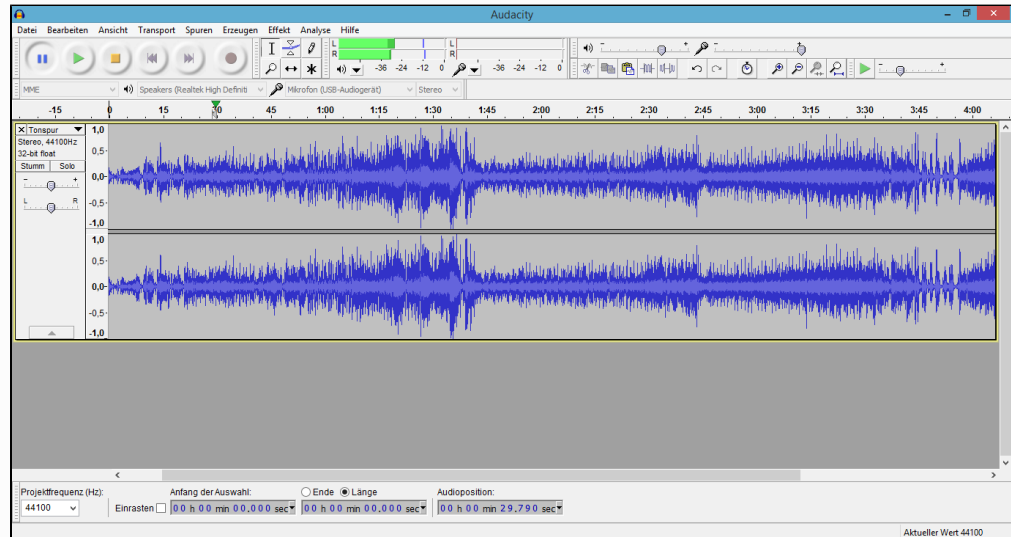 Audacity
Datei Bearbeiten Ansicht Transport Spuren Erzeugen Effekt Analyse Hilfe
L
R
L
R
-36 -24 -12 0
-36 -24 -12 0
MME
Speakers (Realtek High Definiti
Mikrofon (USB-Audiogerät)
Stereo
-15 0 15 30 45 1:00 1:15 1:30 1:45 2:00 2:15 2:30 2:45 3:00 3:15 3:30 3:45 4:00
Tonspur
Stereo, 44100Hz
32-bit float
Stumm Solo
- +
L R
1,0
0,5
0,0
-0,5
-1,0
1,0
0,5
0,0
-0,5
-1,0
Projektfrequenz (Hz): Anfang der Auswahl: Ende Länge Audioposition:
44100 Einrasten 00 h 00 min 00.000 sec 00 h 00 min 00.000 sec 00 h 00 min 29.790 sec
Aktueller Wert 44100